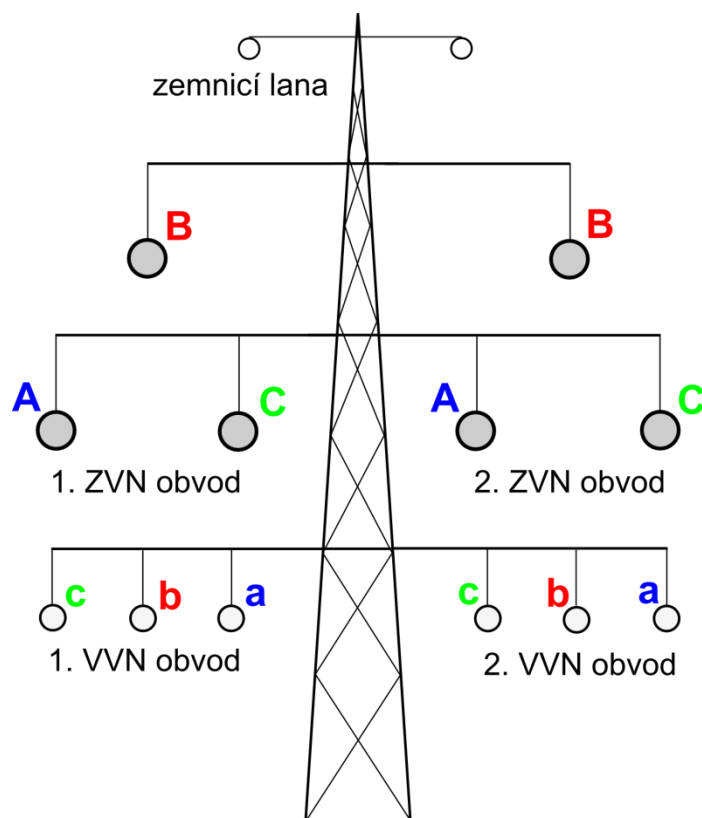 zemnicí lana
B B
A C A C
1. ZVN obvod 2. ZVN obvod
c b a c b a
1. VVN obvod 2. VVN obvod